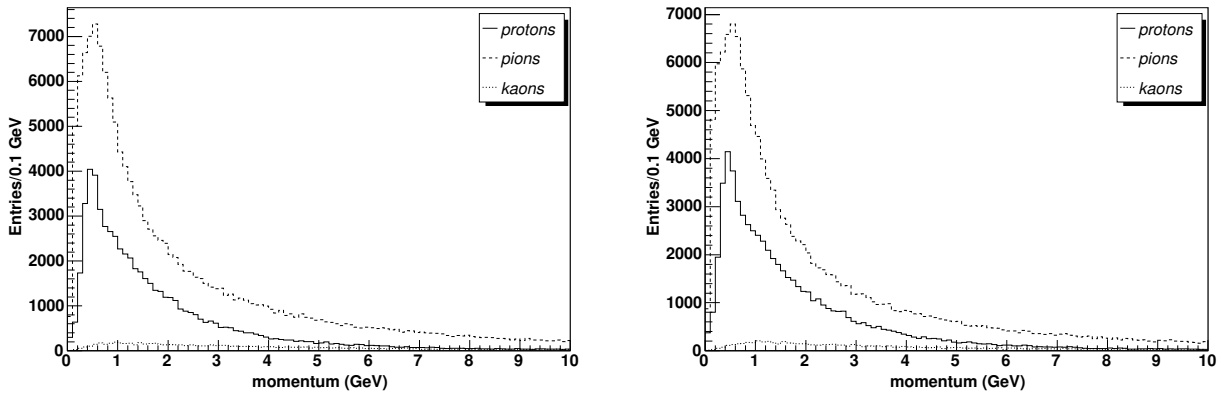 Entries/0.1 GeV
7000
6000
5000
4000
3000
2000
1000
0
protons
pions
kaons
0 1 2 3 4 5 6 7 8 9 10
momentum (GeV)
Entries/0.1 GeV
7000
6000
5000
4000
3000
2000
1000
0
protons
pions
kaons
0 1 2 3 4 5 6 7 8 9 10
momentum (GeV)